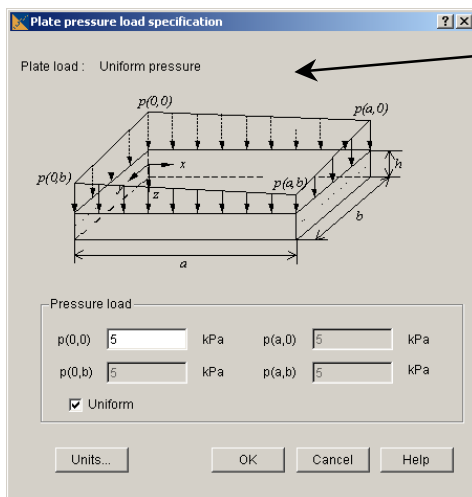 Plate pressure load specification
Plate load : Uniform pressure
p(0,0) p(a,0)
p(0,b) p(a,b)
x
y
z
h
b
a
Pressure load
p(0,0) 5 kPa p(a,0) 5 kPa
p(0,b) 5 kPa p(a,b) 5 kPa
Uniform
Units... OK Cancel Help